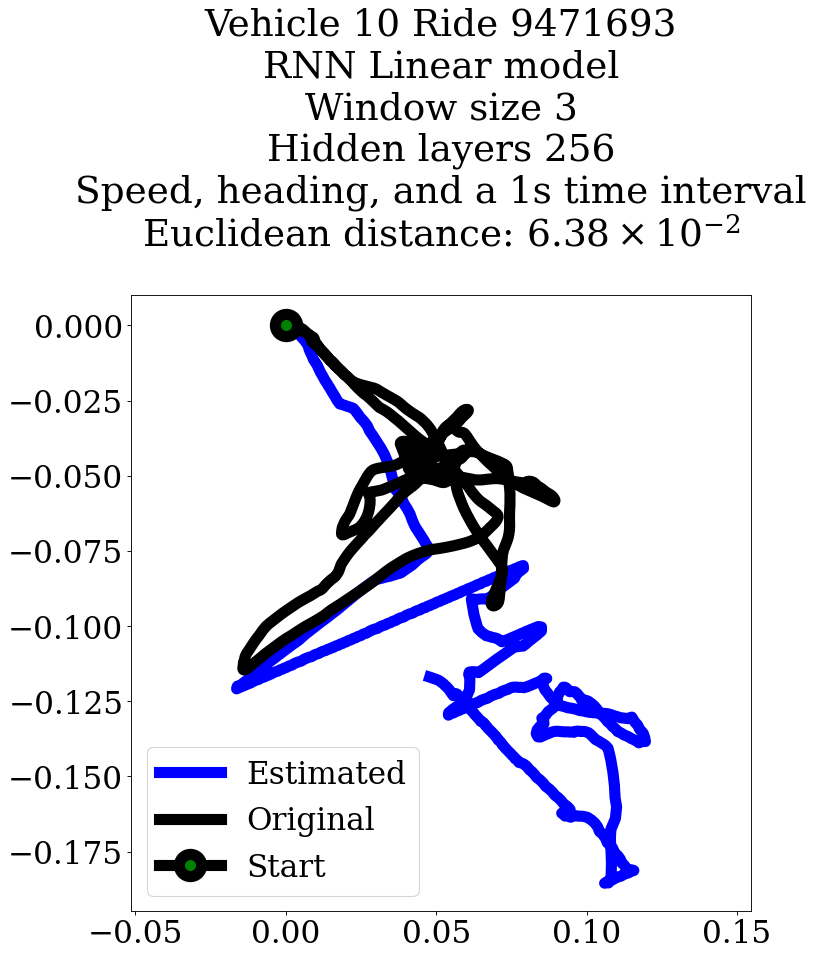 Vehicle 10 Ride 9471693
RNN Linear model
Window size 3
Hidden layers 256
Speed, heading, and a 1s time interval
Euclidean distance: 6.38 × 10⁻²
0.000
−0.025
−0.050
−0.075
−0.100
−0.125
−0.150
−0.175
Estimated
Original
Start
−0.05 0.00 0.05 0.10 0.15